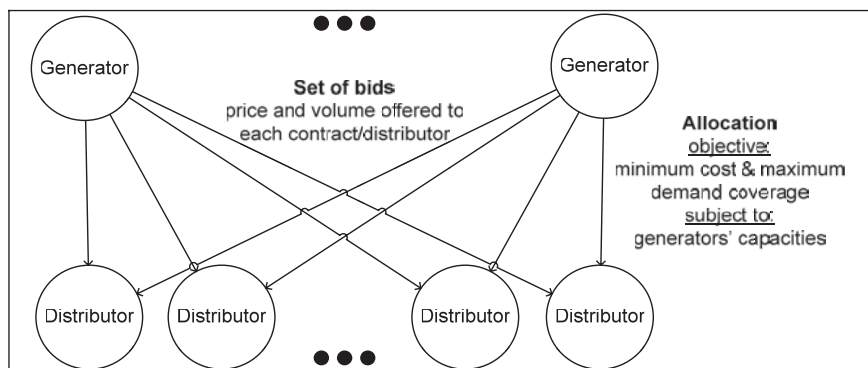 Generator
Generator
Set of bids
price and volume offered to
each contract/distributor
Allocation
objective:
minimum cost & maximum
demand coverage
subject to:
generators' capacities
Distributor
Distributor
Distributor
Distributor